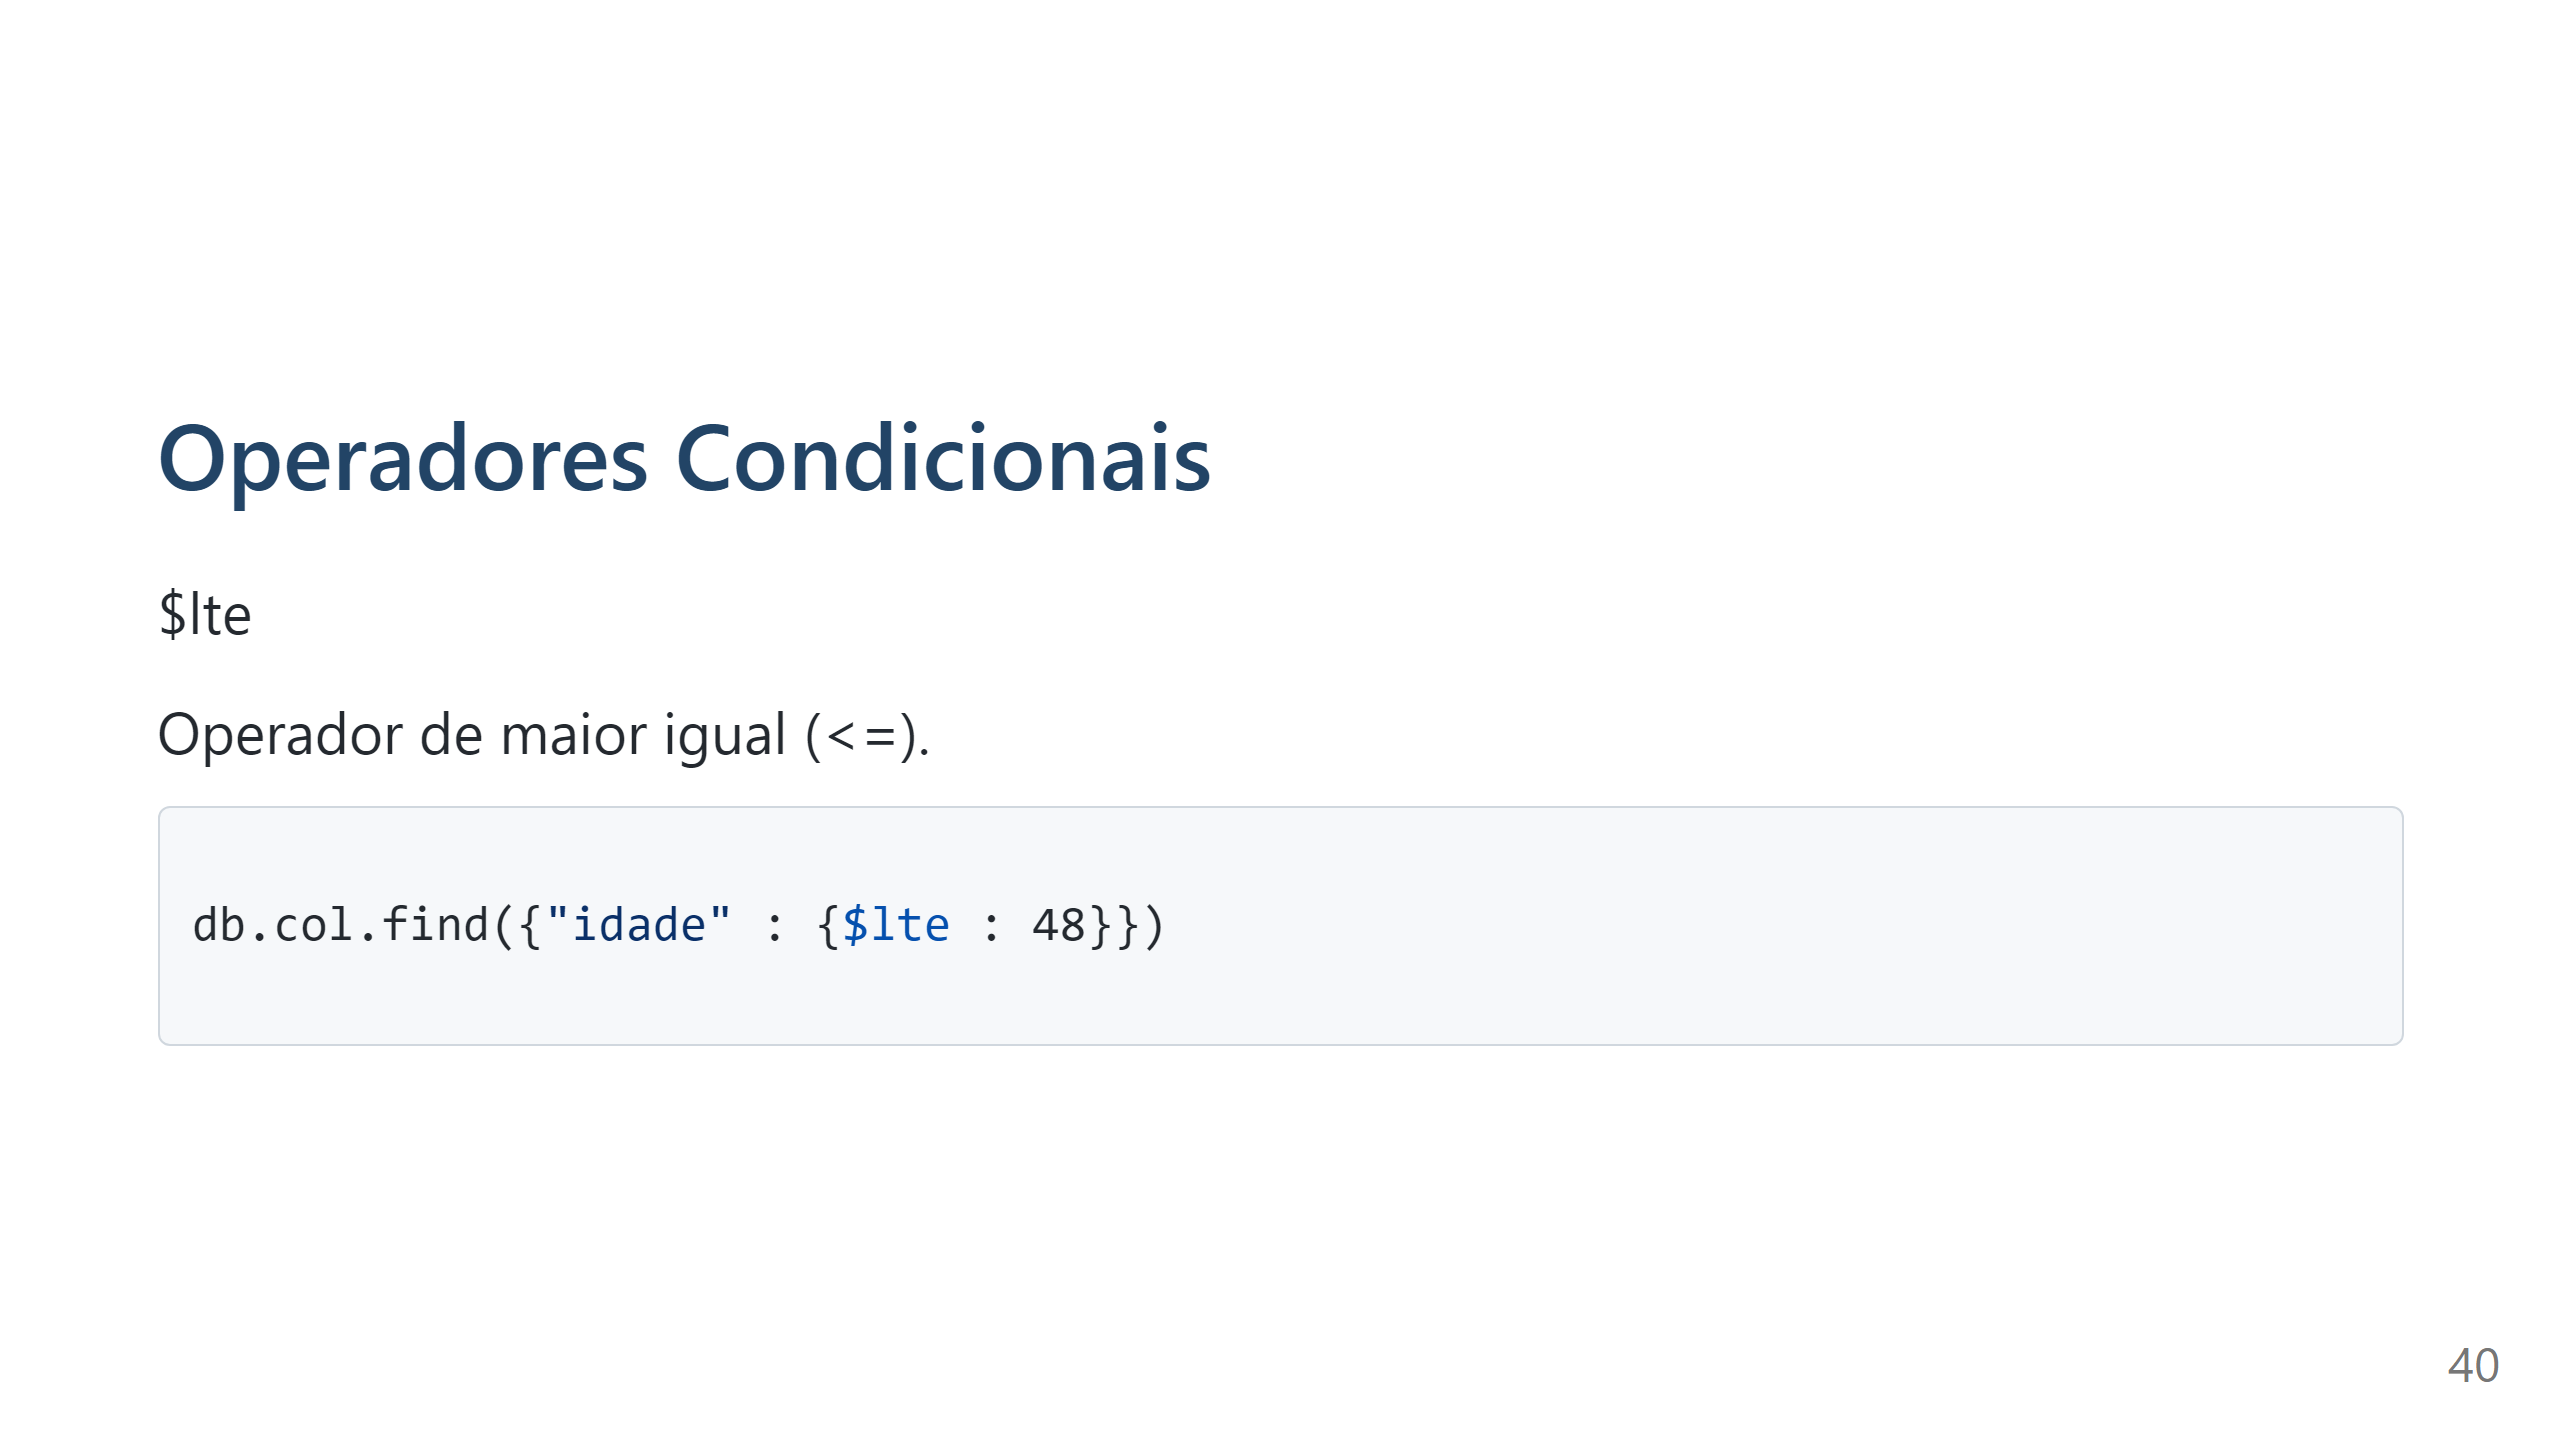 Operadores Condicionais
$lte
Operador de maior igual (<=).
db.col.find({"idade" : {$lte : 48}})
40